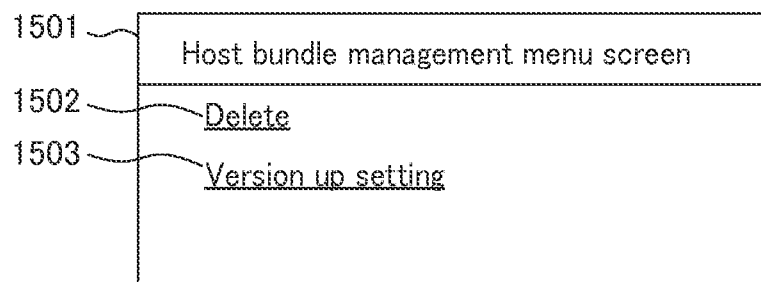 1501
Host bundle management menu screen
1502
Delete
1503
Version up setting